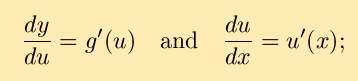 dy/du = g′(u) and du/dx = u′(x);